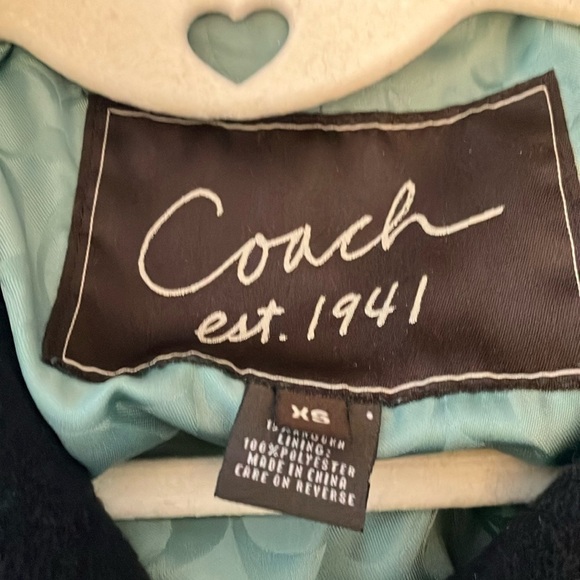 Coach
est. 1941
XS
LINING:
100%POLYESTER
MADE IN CHINA
CARE ON REVERSE